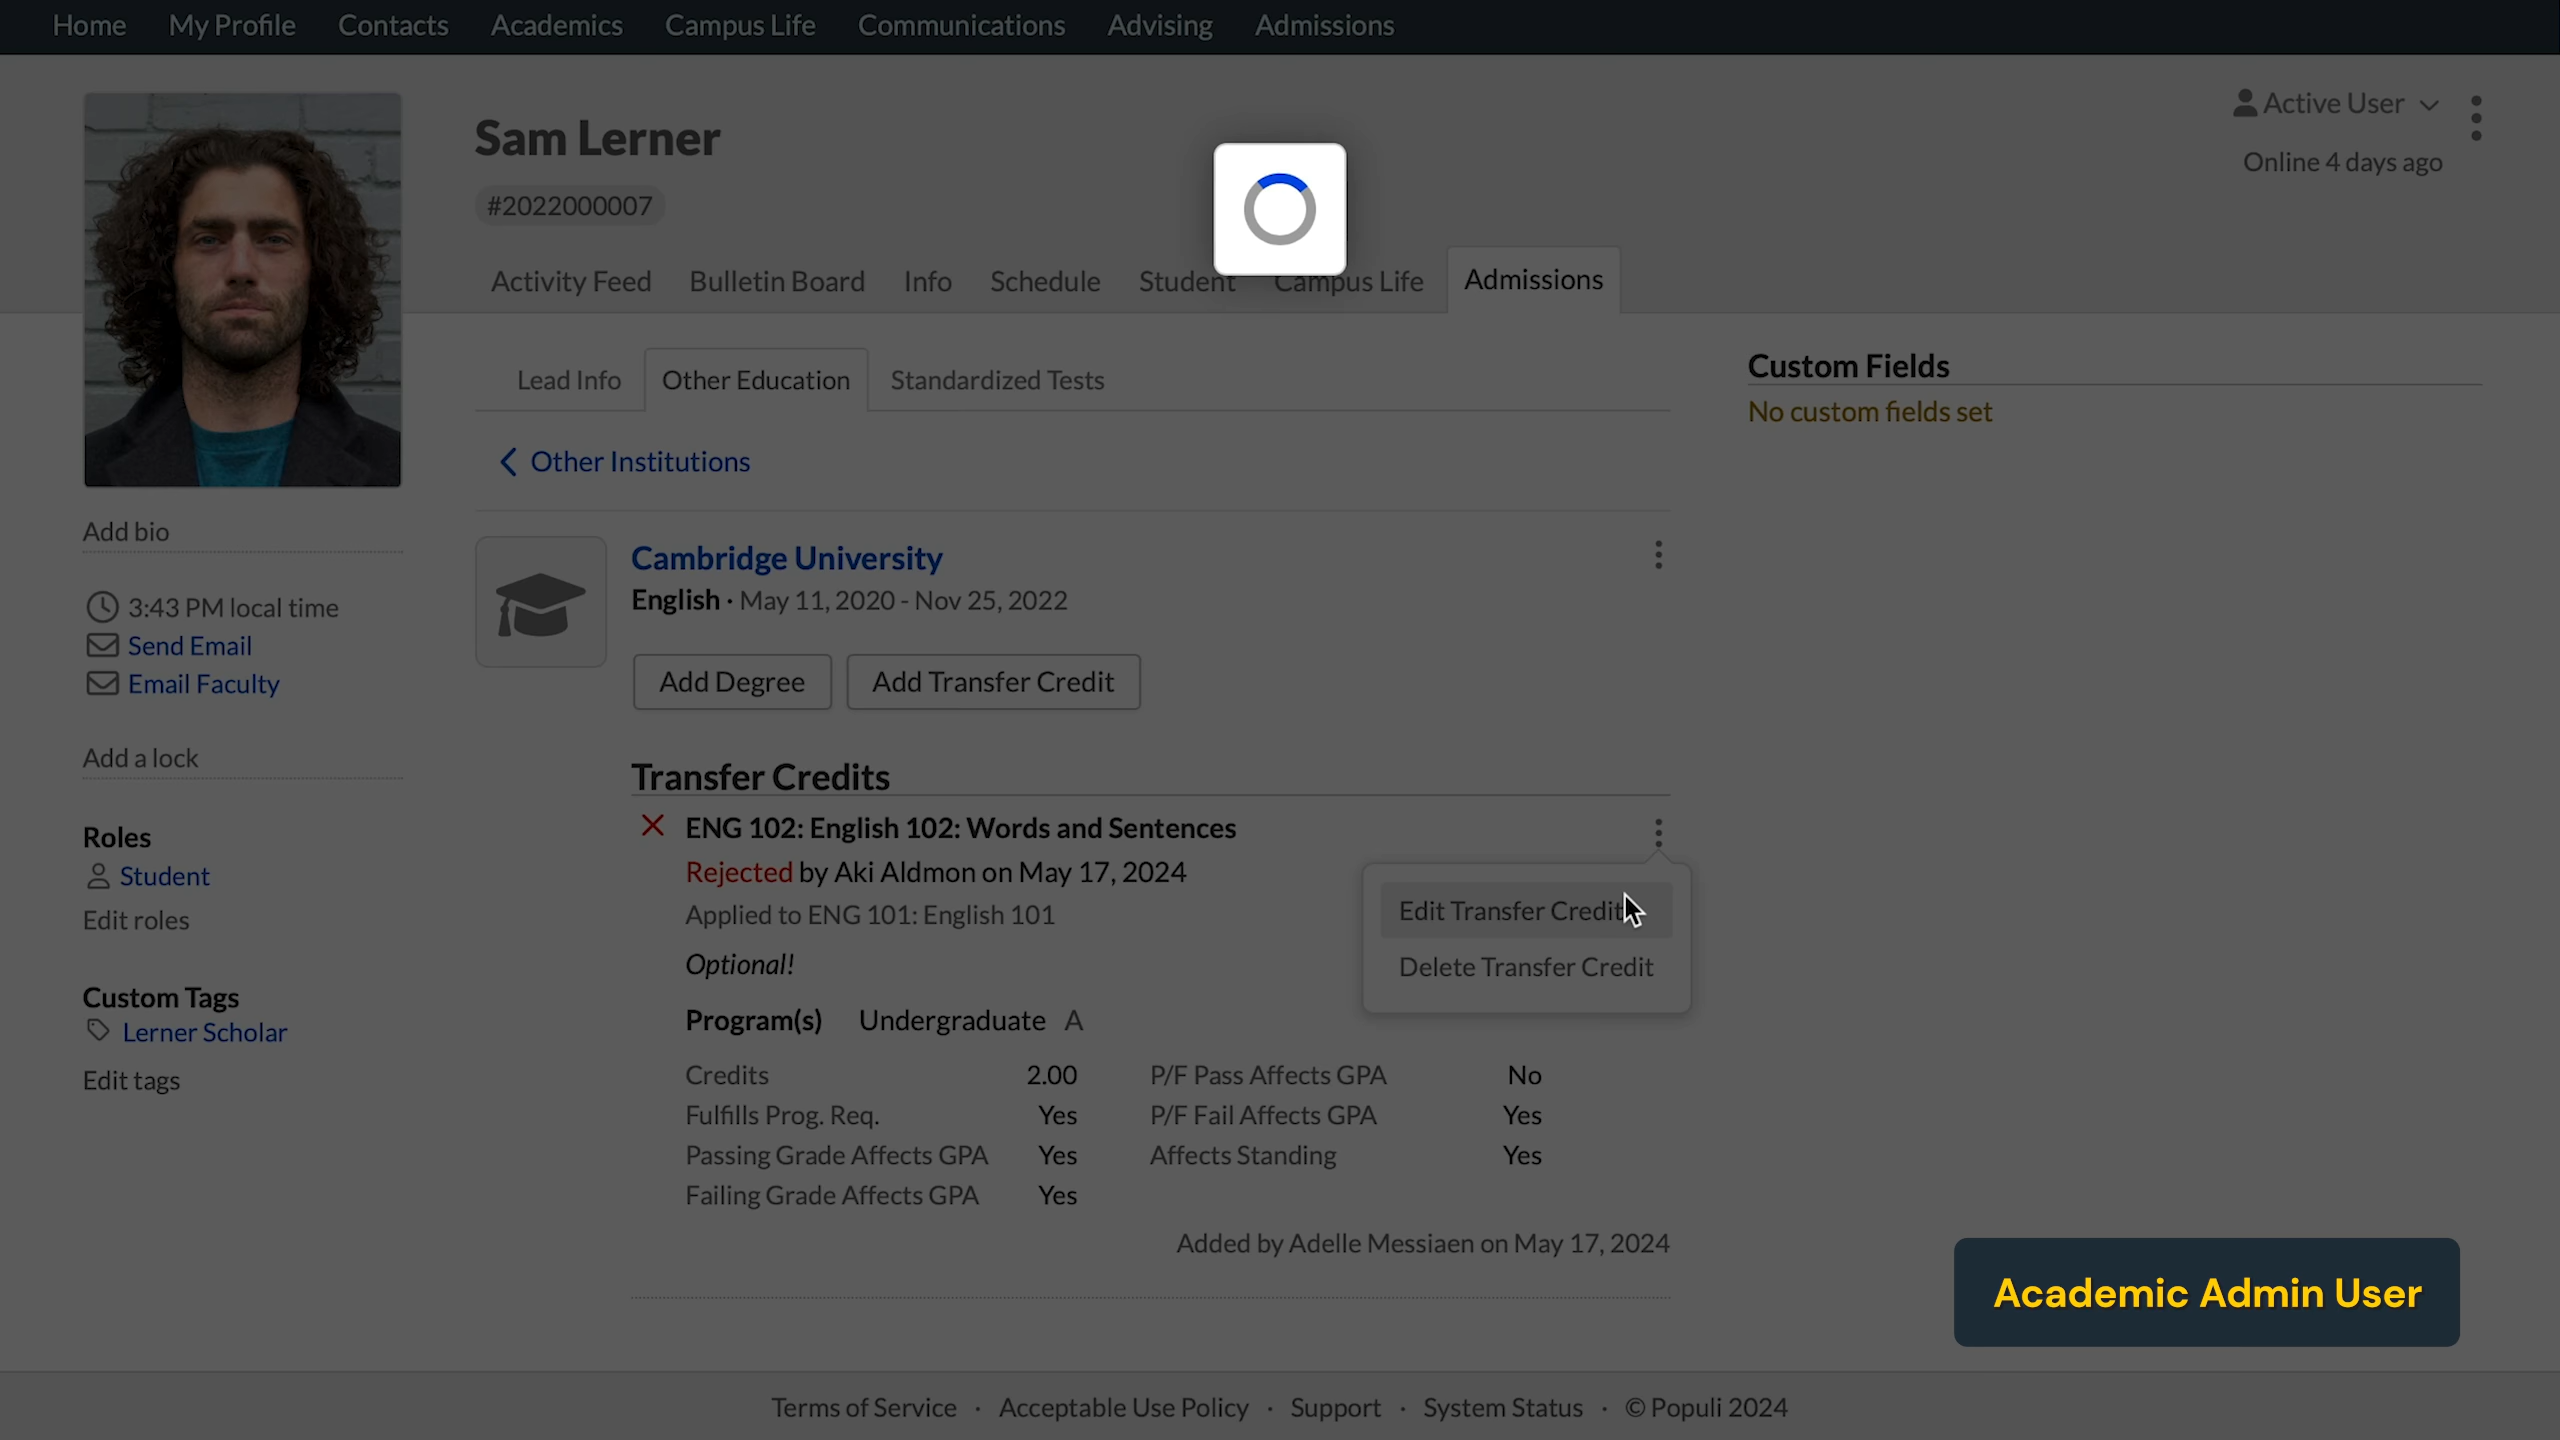 Home My Profile Contacts Academics Campus Life Communications Advising Admissions
Sam Lerner
#2022000007
Active User
Online 4 days ago
Activity Feed Bulletin Board Info Schedule Student Campus Life Admissions
Lead Info Other Education Standardized Tests
Other Institutions
Custom Fields
No custom fields set
Add bio
3:43 PM local time
Send Email
Email Faculty
Add a lock
Roles
Student
Edit roles
Custom Tags
Lerner Scholar
Edit tags
Cambridge University
English · May 11, 2020 - Nov 25, 2022
Add Degree Add Transfer Credit
Transfer Credits
ENG 102: English 102: Words and Sentences
Rejected by Aki Aldmon on May 17, 2024
Applied to ENG 101: English 101
Optional!
Edit Transfer Credit
Delete Transfer Credit
Program(s) Undergraduate A
Credits 2.00 P/F Pass Affects GPA No
Fulfills Prog. Req. Yes P/F Fail Affects GPA Yes
Passing Grade Affects GPA Yes Affects Standing Yes
Failing Grade Affects GPA Yes
Added by Adelle Messiaen on May 17, 2024
Academic Admin User
Terms of Service · Acceptable Use Policy · Support · System Status · © Populi 2024